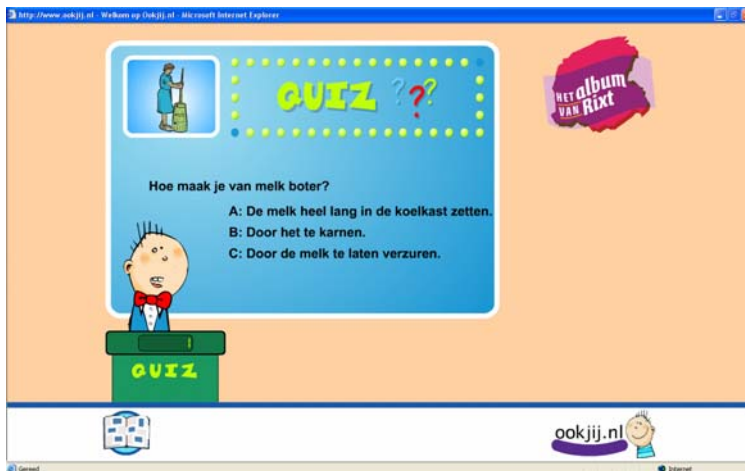 http://www.ookjij.nl - Welkom op Ookjij.nl - Microsoft Internet Explorer
QUIZ ???
HET album
VAN Rixt
Hoe maak je van melk boter?
A: De melk heel lang in de koelkast zetten.
B: Door het te karnen.
C: Door de melk te laten verzuren.
QUIZ
ookjij.nl
Gereed
Internet